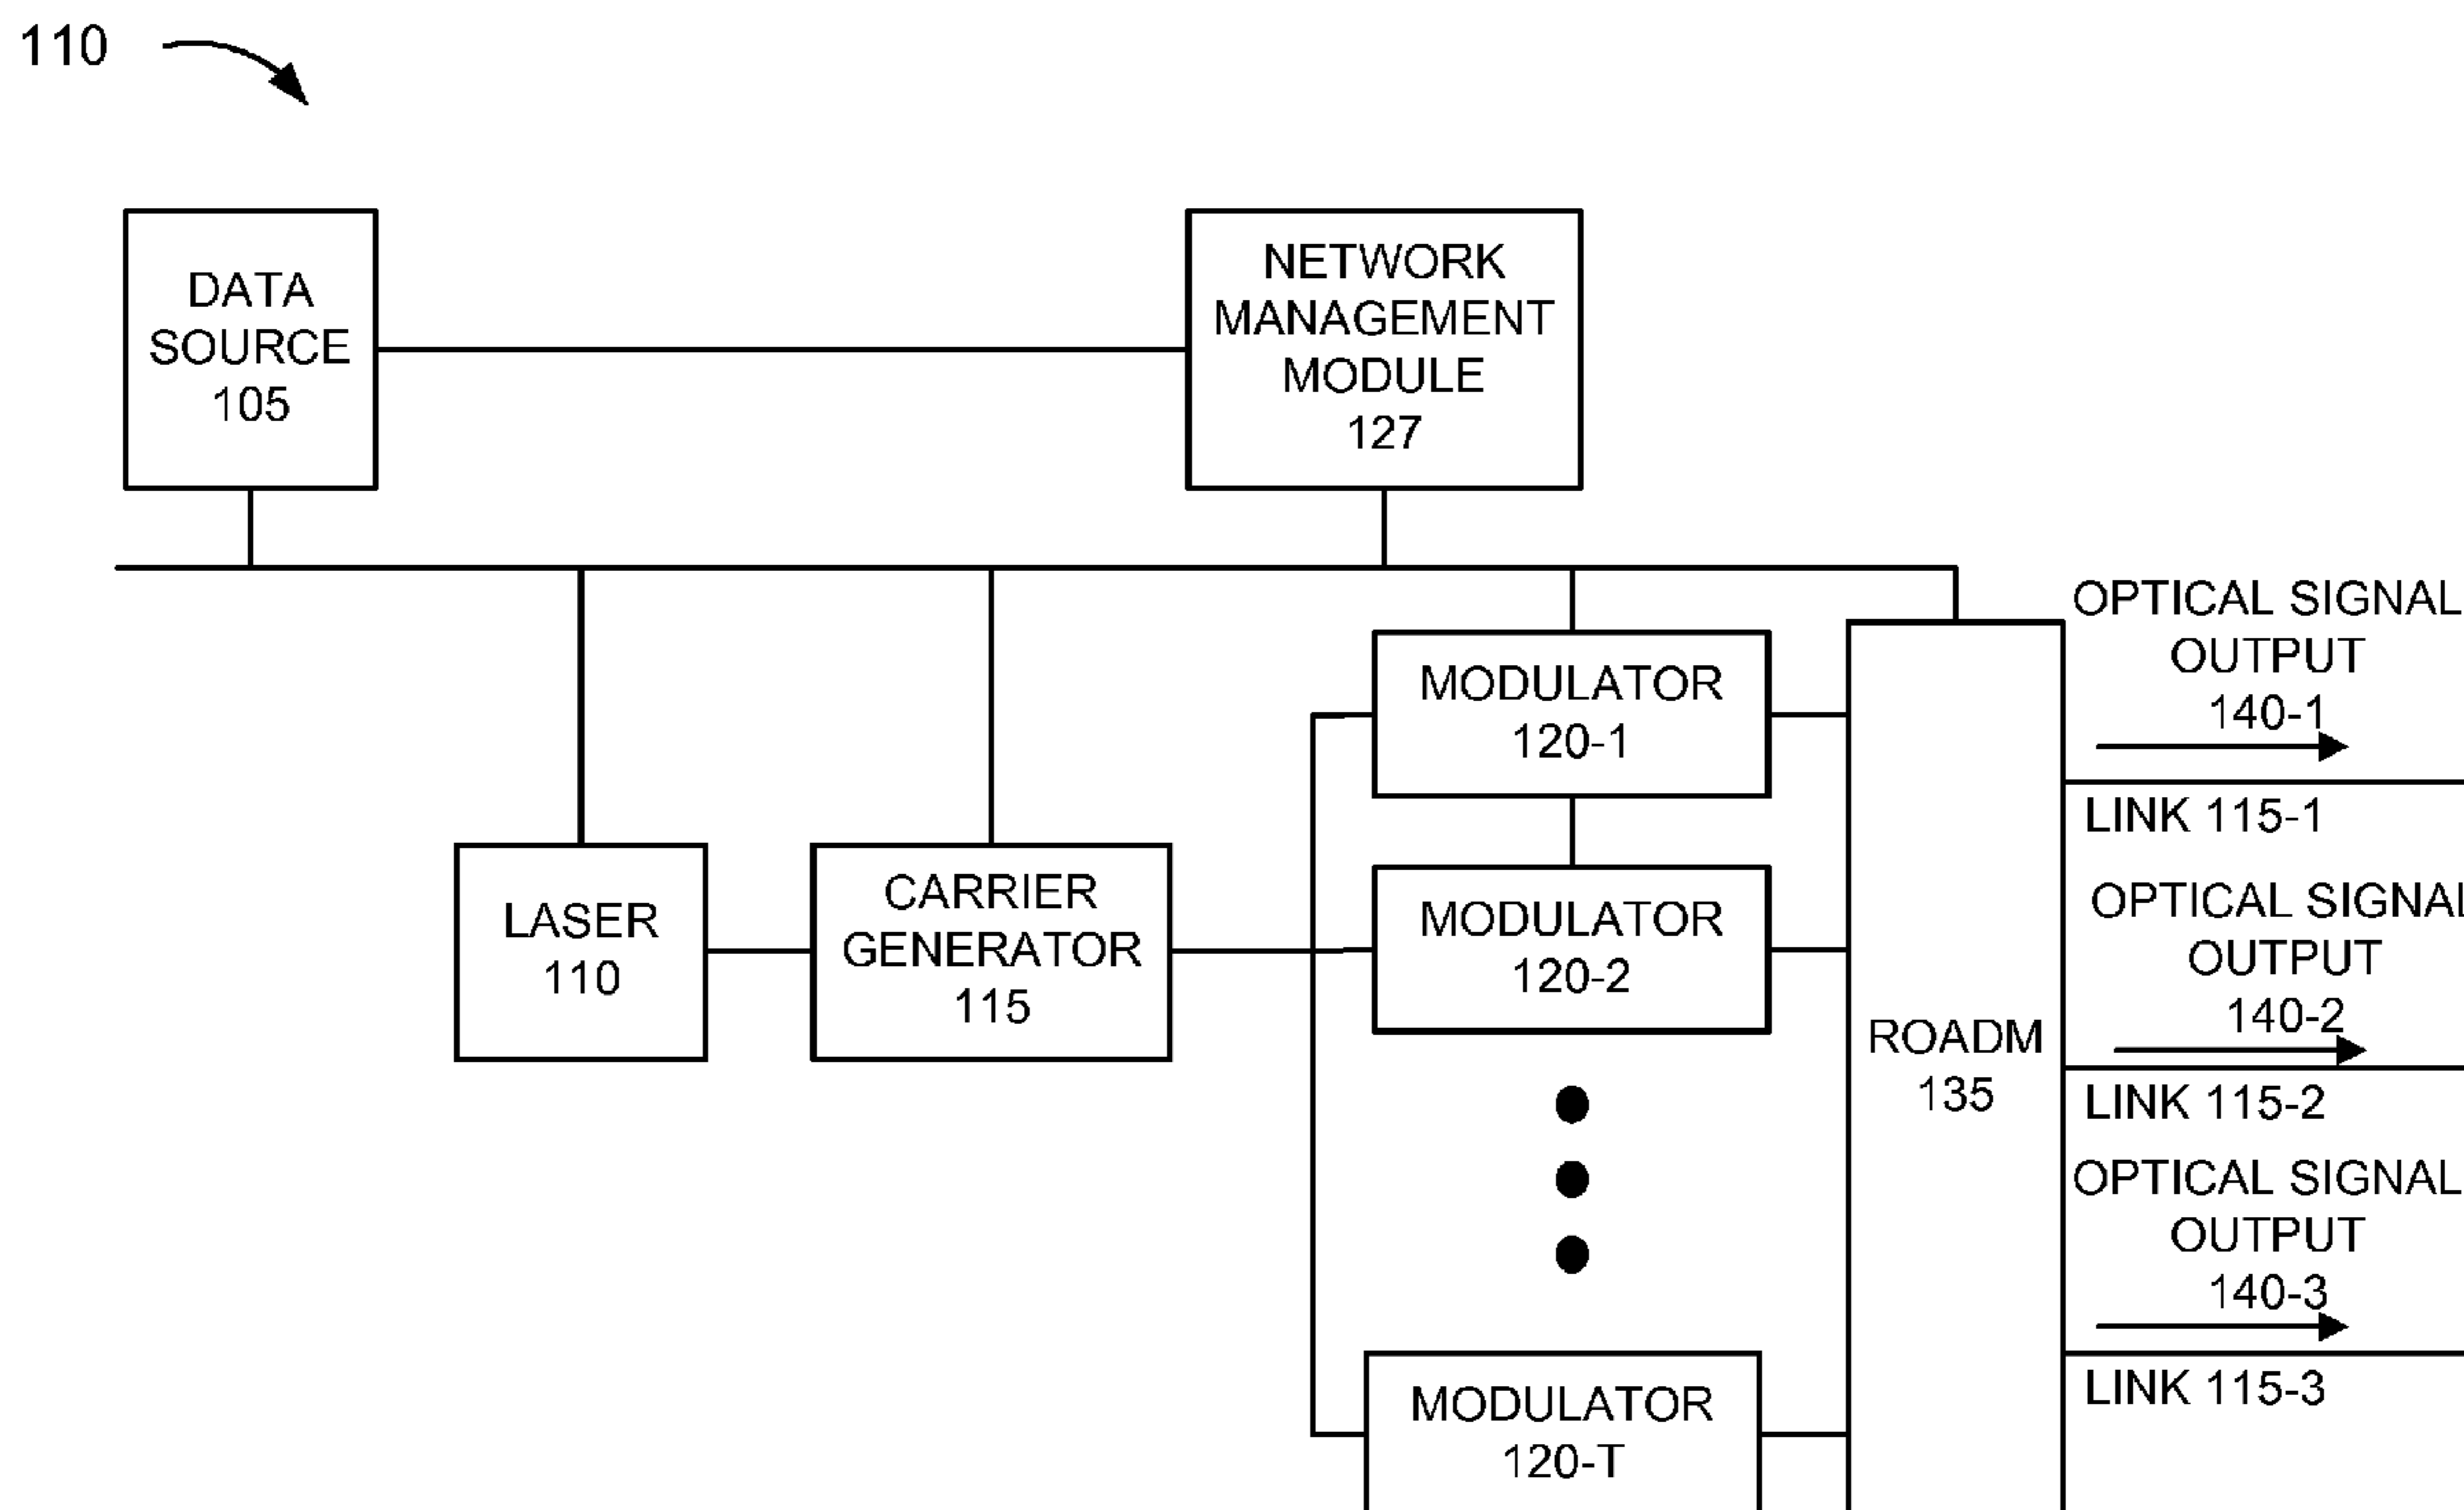 110
DATA
SOURCE
105
NETWORK
MANAGEMENT
MODULE
127
OPTICAL SIGNAL
OUTPUT
140-1
LINK 115-1
MODULATOR
120-1
LASER
110
CARRIER
GENERATOR
115
MODULATOR
120-2
ROADM
135
OPTICAL SIGNAL
OUTPUT
140-2
LINK 115-2
OPTICAL SIGNAL
OUTPUT
140-3
LINK 115-3
MODULATOR
120-T